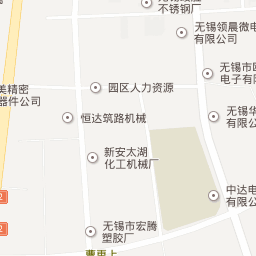 不锈钢厂
无锡领晨微电
有限公司
无锡市区
电子有限
园区人力资源
美精密
器件公司
恒达筑路机械
无锡华
有限公
新安太湖
化工机械厂
中达电
有限公
无锡市宏腾
塑胶厂
2
2